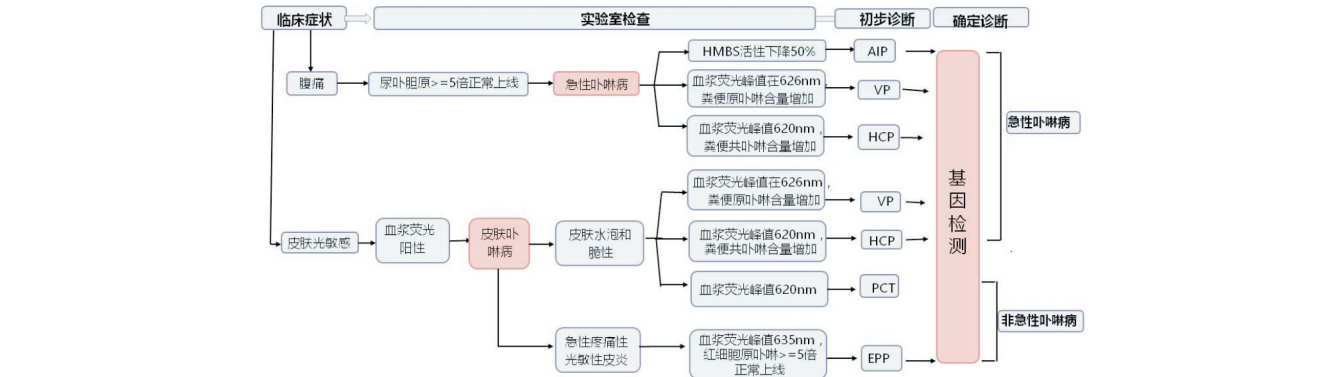 临床症状
实验室检查
初步诊断
确定诊断
腹痛
尿卟胆原>=5倍正常上线
急性卟啉病
HMBS活性下降50%
AIP
血浆荧光峰值在626nm
粪便原卟啉含量增加
VP
血浆荧光峰值620nm，
粪便共卟啉含量增加
HCP
急性卟啉病
皮肤光敏感
血浆荧光
阳性
皮肤卟
啉病
皮肤水泡和
脆性
血浆荧光峰值在626nm，
粪便原卟啉含量增加
VP
血浆荧光峰值620nm，
粪便共卟啉含量增加
HCP
血浆荧光峰值620nm
PCT
急性疼痛性
光敏性皮炎
血浆荧光峰值635nm，
红细胞原卟啉>=5倍
正常上线
EPP
基
因
检
测
非急性卟啉病